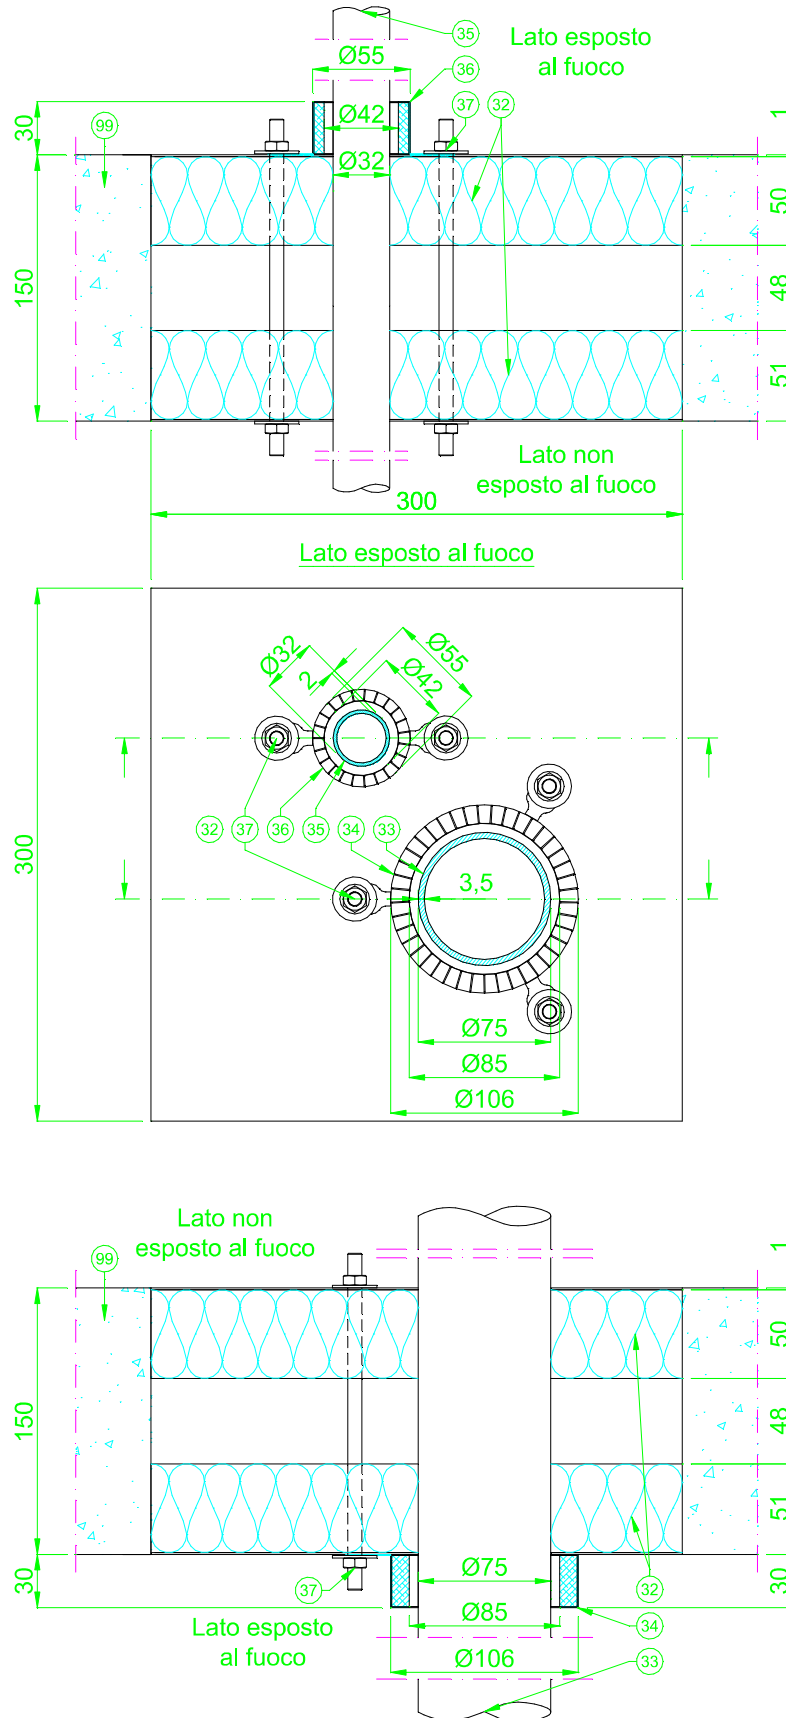 35
Lato esposto
al fuoco
Ø55
36
30
99
Ø42
37
32
1
Ø32
50
150
48
51
Lato non
esposto al fuoco
300
Lato esposto al fuoco
Ø32
2
Ø55
Ø42
32
37
36
35
34
33
300
3,5
Ø75
Ø85
Ø106
Lato non
esposto al fuoco
99
1
50
150
48
51
30
37
Ø75
32
30
Ø85
34
Lato esposto
al fuoco
Ø106
33